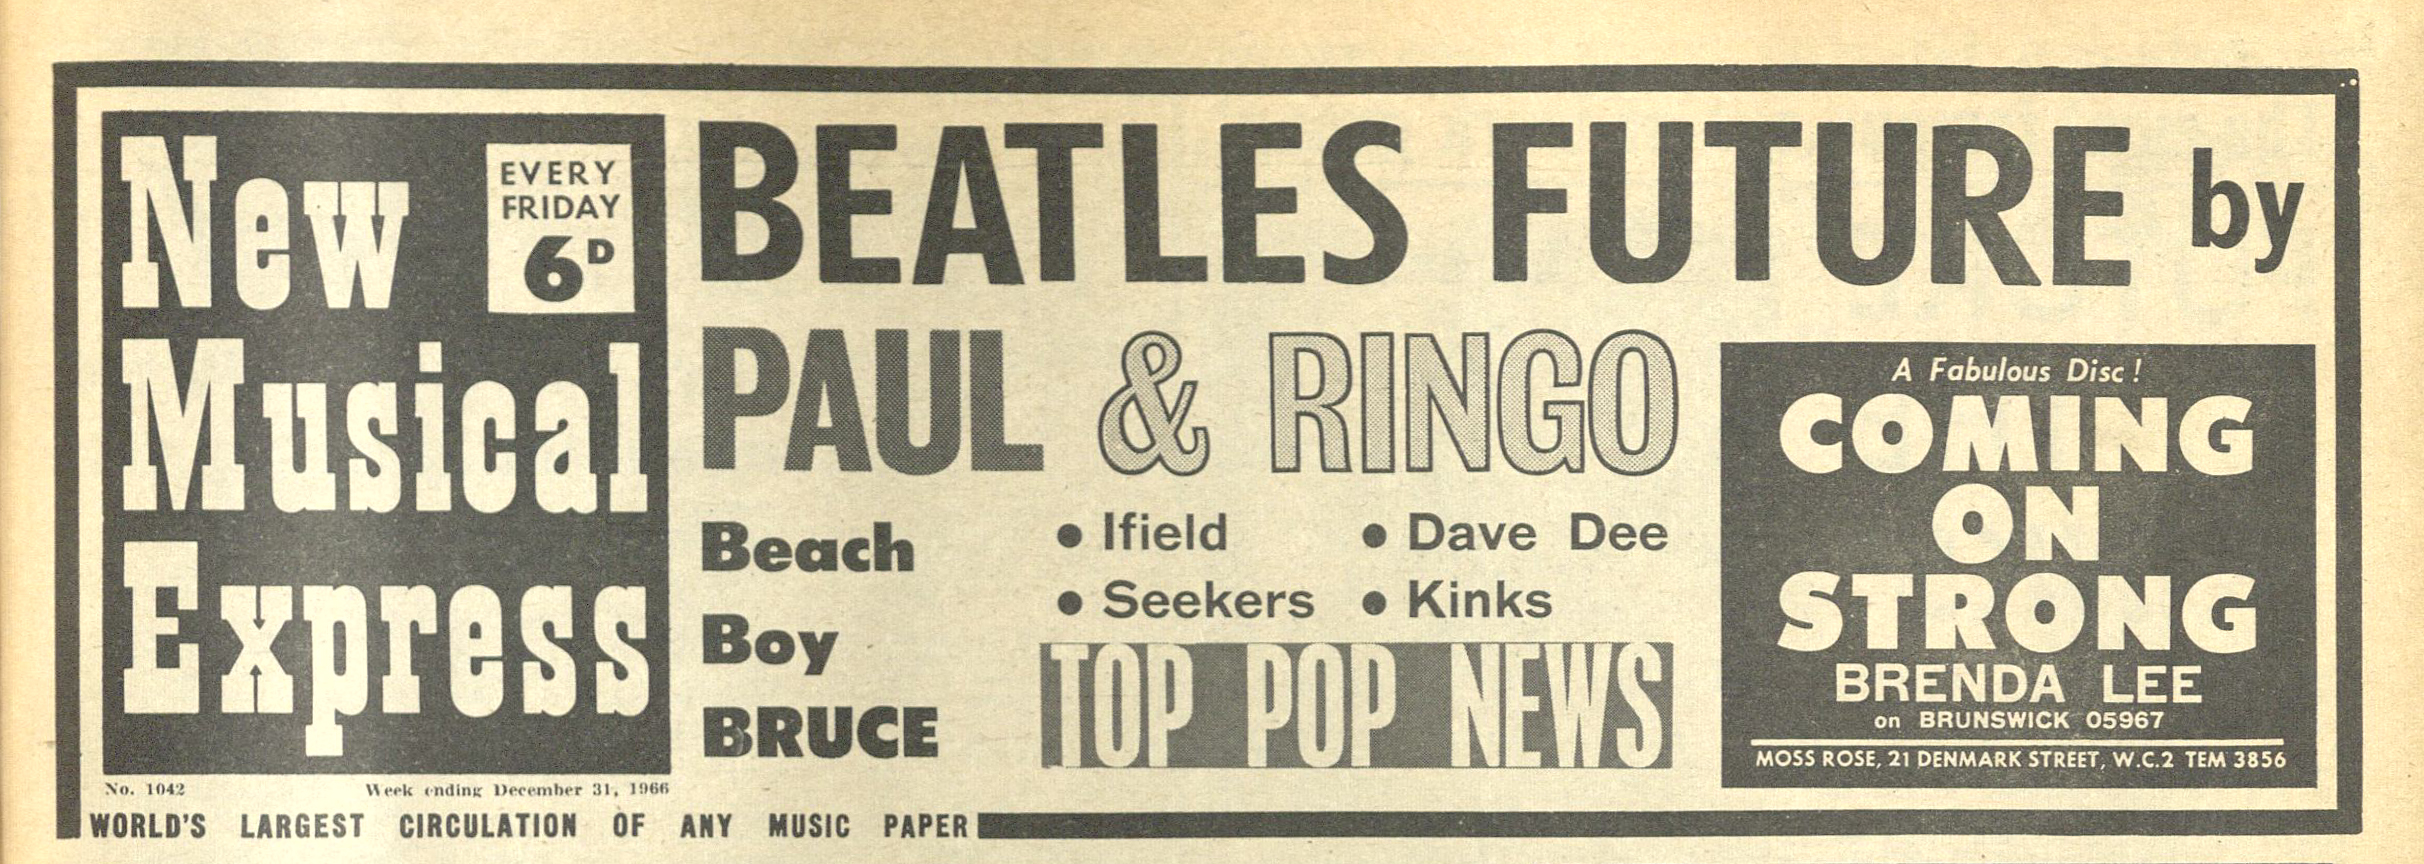 New
Musical
Express
EVERY
FRIDAY
6D
No. 1042 Week ending December 31, 1966
WORLD'S LARGEST CIRCULATION OF ANY MUSIC PAPER
BEATLES FUTURE by
PAUL & RINGO
Beach
Boy
BRUCE
• Ifield • Dave Dee
• Seekers • Kinks
TOP POP NEWS
A Fabulous Disc!
COMING
ON
STRONG
BRENDA LEE
on BRUNSWICK 05967
MOSS ROSE, 21 DENMARK STREET, W.C.2 TEM 3856